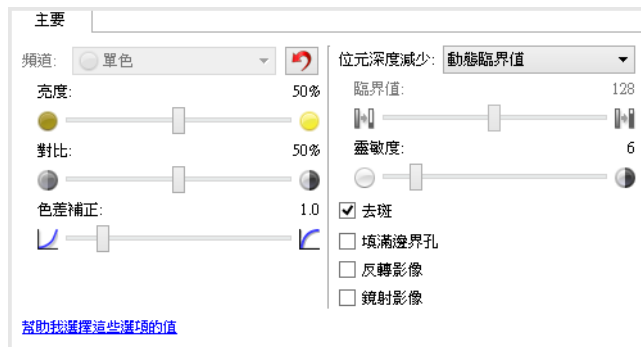 主要
頻道: 單色
亮度: 50%
對比: 50%
色差補正: 1.0
位元深度減少: 動態臨界值
臨界值: 128
靈敏度: 6
去斑
填滿邊界孔
反轉影像
鏡射影像
幫助我選擇這些選項的值